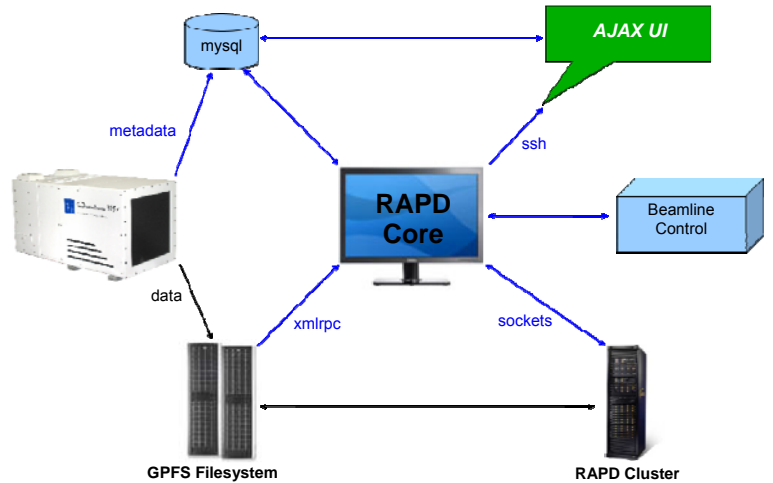 AJAX UI
mysql
metadata
ssh
RAPD
Core
Beamline
Control
data
xmlrpc
sockets
GPFS Filesystem
RAPD Cluster